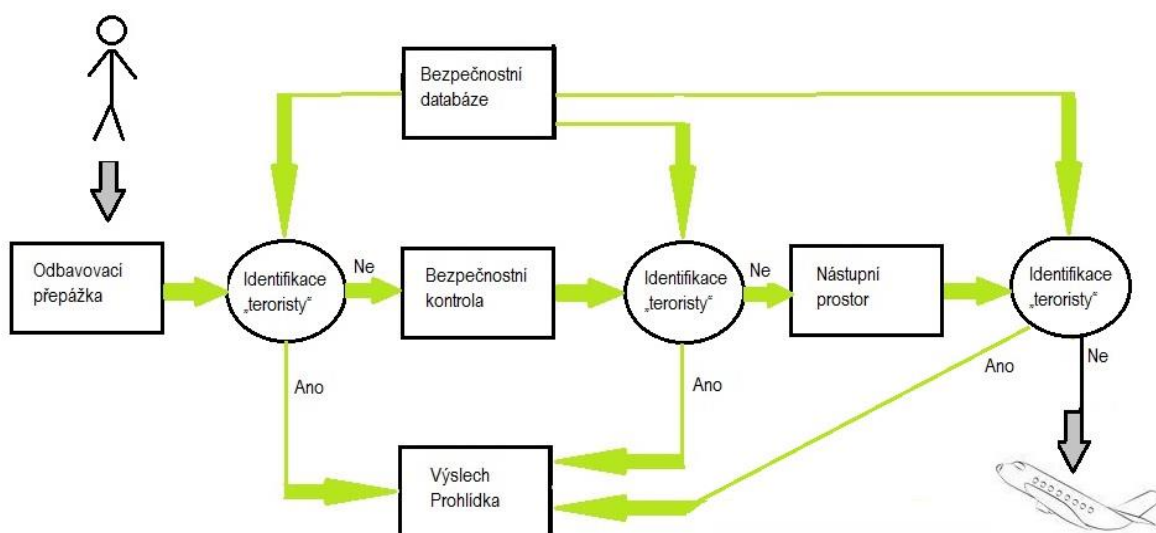 Bezpečnostní
databáze
Odbavovací
přepážka
Identifikace
„teroristy“
Ne
Bezpečnostní
kontrola
Identifikace
„teroristy“
Ne
Nástupní
prostor
Identifikace
„teroristy“
Ano
Ano
Ano
Ne
Výslech
Prohlídka